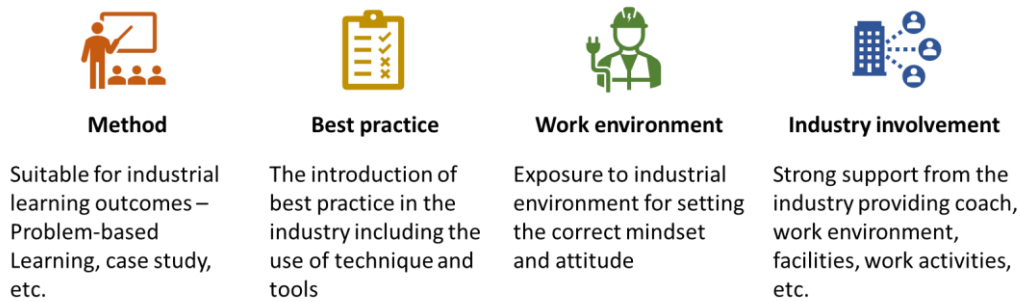 Method
Suitable for industrial
learning outcomes –
Problem-based
Learning, case study,
etc.
Best practice
The introduction of
best practice in the
industry including the
use of technique and
tools
Work environment
Exposure to industrial
environment for setting
the correct mindset
and attitude
Industry involvement
Strong support from the
industry providing coach,
work environment,
facilities, work activities,
etc.